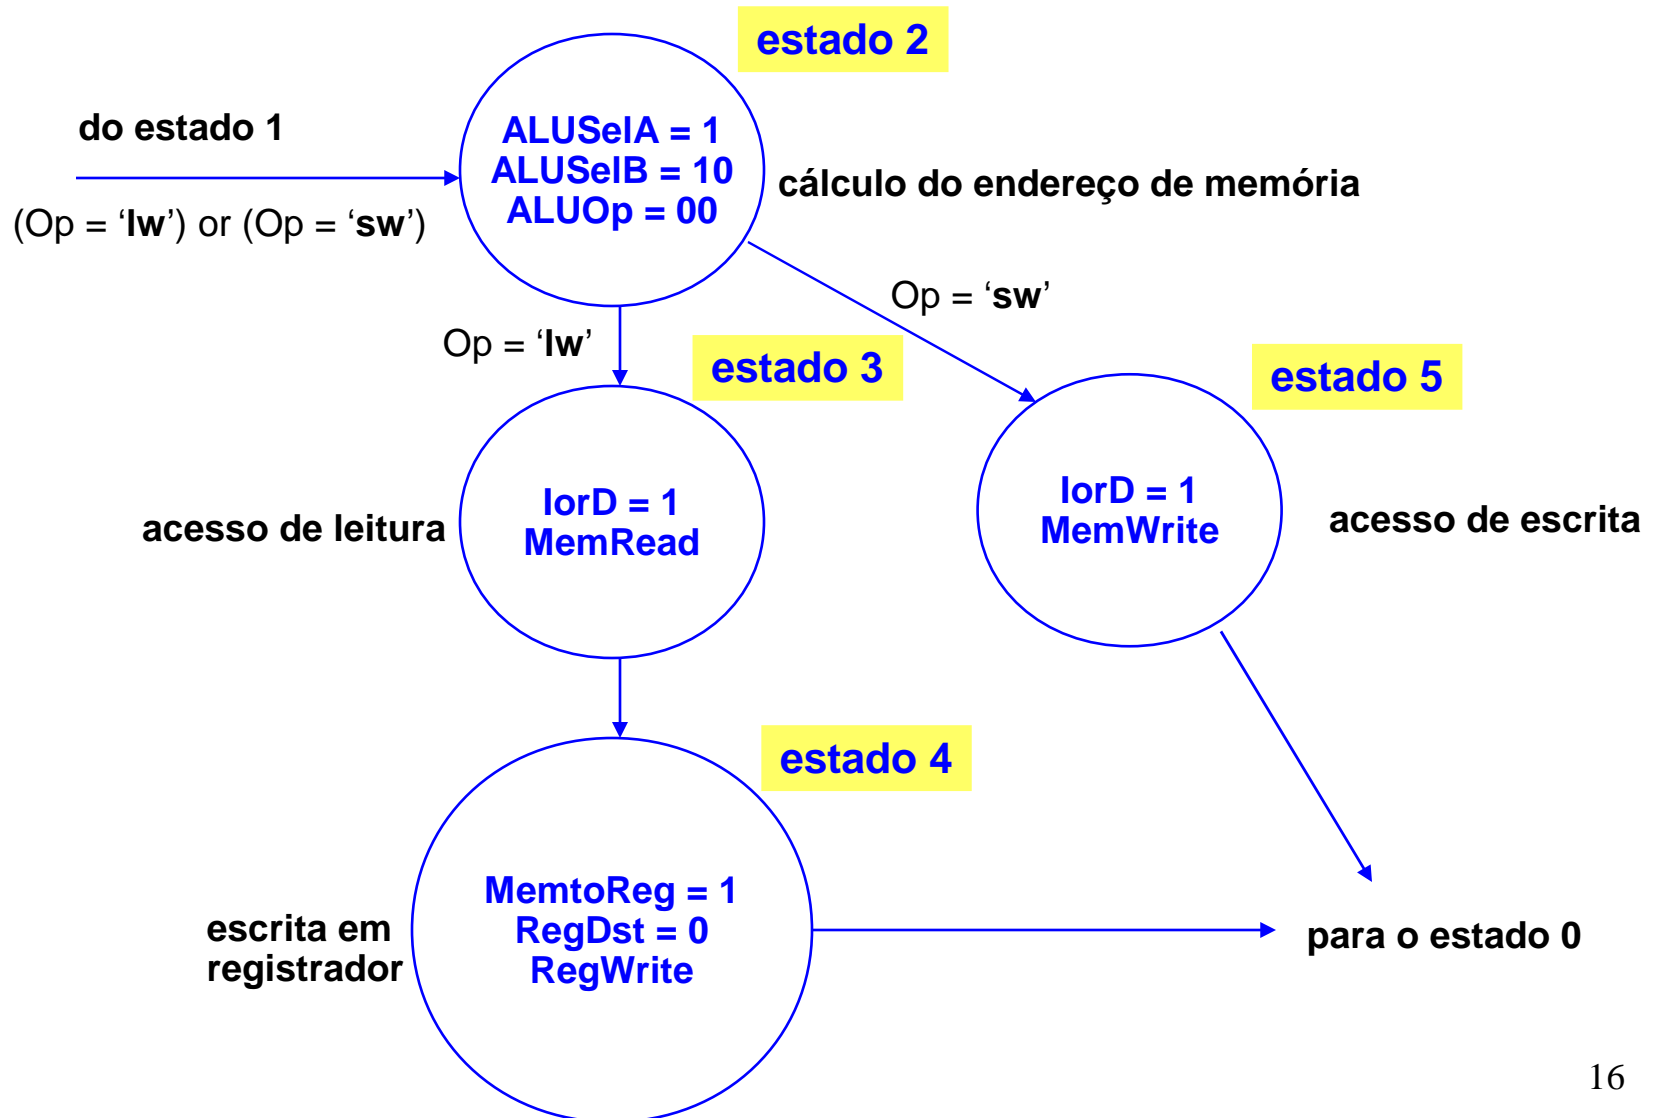 estado 2
do estado 1
ALUSelA = 1
ALUSelB = 10
ALUOp = 00
cálculo do endereço de memória
(Op = ‘lw’) or (Op = ‘sw’)
Op = ‘sw’
Op = ‘lw’
estado 3
estado 5
IorD = 1
MemRead
acesso de leitura
IorD = 1
MemWrite
acesso de escrita
estado 4
MemtoReg = 1
RegDst = 0
RegWrite
escrita em
registrador
para o estado 0
16